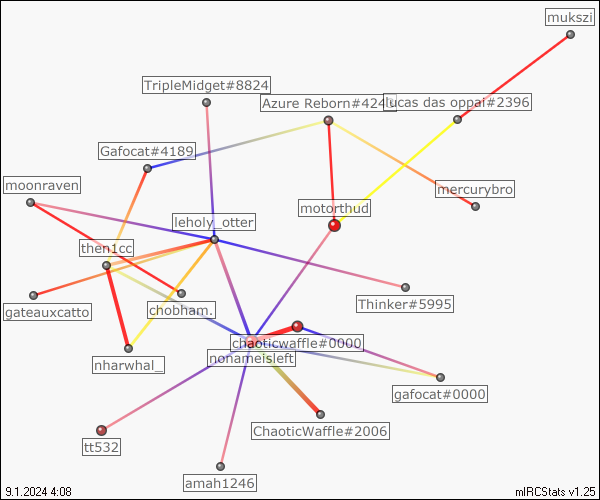 mukszi
TripleMidget#8824
Azure Reborn#424
lucas das oppai#2396
Gafocat#4189
moonraven
mercurybro
motorthud
leholy_otter
then1cc
gateauxcatto
chobham.
Thinker#5995
chaoticwaffle#0000
nonameisleft
nharwhal_
gafocat#0000
ChaoticWaffle#2006
tt532
amah1246
9.1.2024 4:08
mIRCStats v1.25